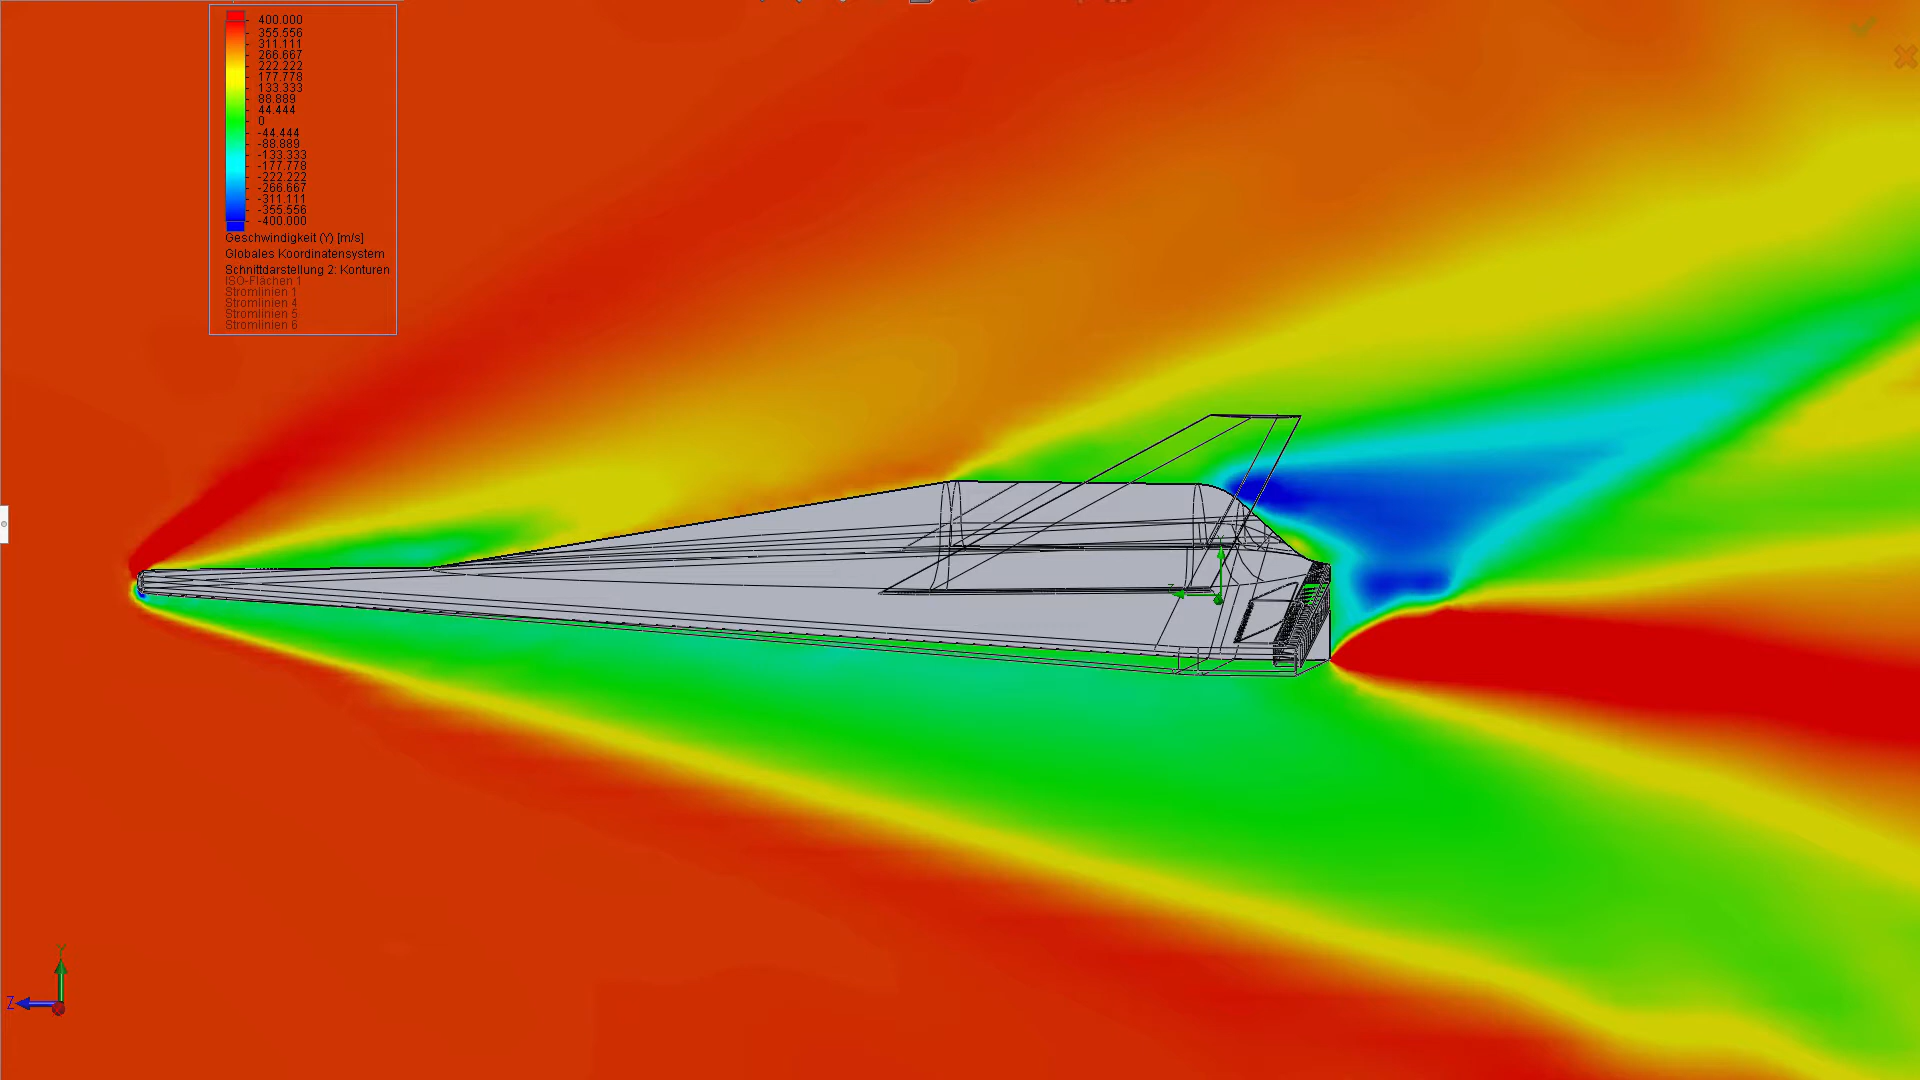 400.000
355.556
311.111
266.667
222.222
177.778
133.333
88.889
44.444
0
-44.444
-88.889
-133.333
-177.778
-222.222
-266.667
-311.111
-355.556
-400.000
Geschwindigkeit (Y) [m/s]
Globales Koordinatensystem
Schnittdarstellung 2: Konturen
ISO-Flächen 1
Stromlinien 1
Stromlinien 4
Stromlinien 5
Stromlinien 6
Y
Z